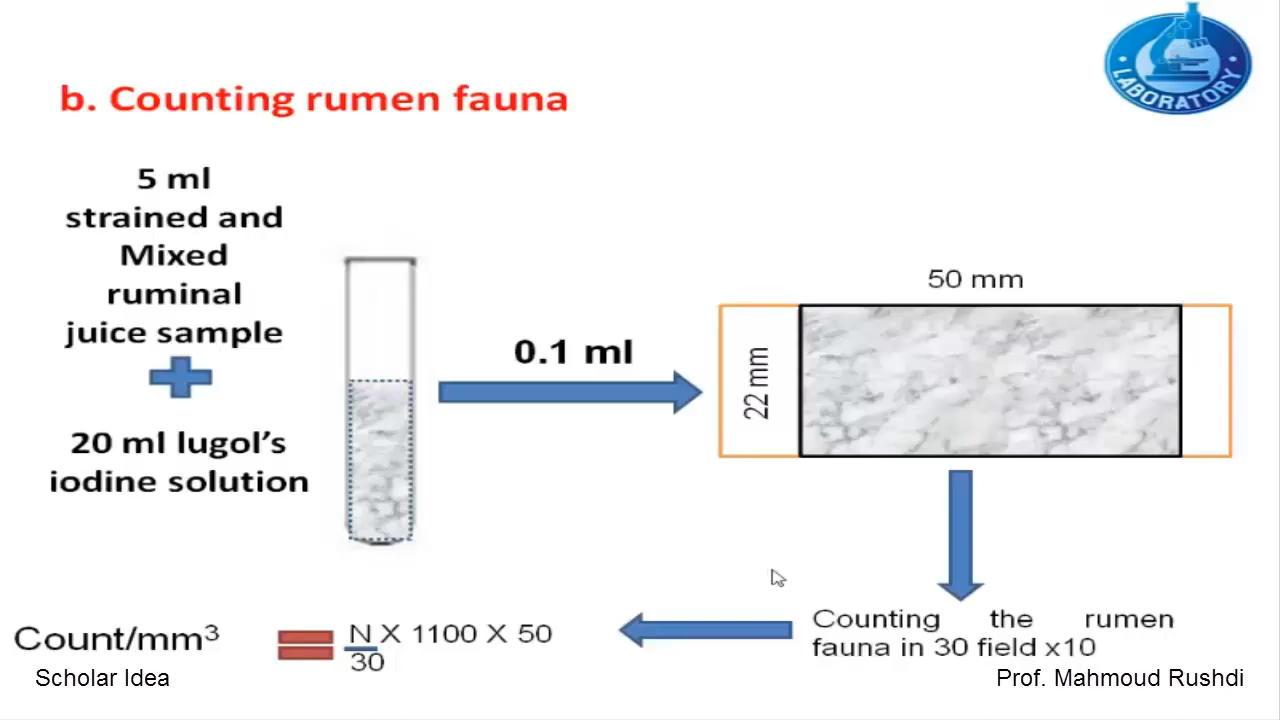 LABORATORY
b. Counting rumen fauna
5 ml
strained and
Mixed
ruminal
juice sample
20 ml lugol's
iodine solution
0.1 ml
50 mm
22 mm
Counting the rumen
fauna in 30 field x10
Count/mm³ = N X 1100 X 50
30
Scholar Idea
Prof. Mahmoud Rushdi